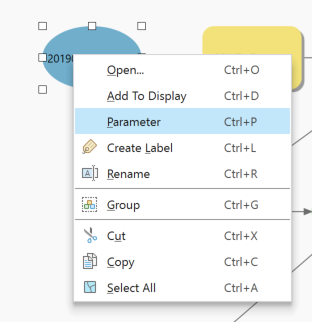 2019
Open... Ctrl+O
Add To Display Ctrl+D
Parameter Ctrl+P
Create Label Ctrl+L
Rename Ctrl+R
Group Ctrl+G
Cut Ctrl+X
Copy Ctrl+C
Select All Ctrl+A